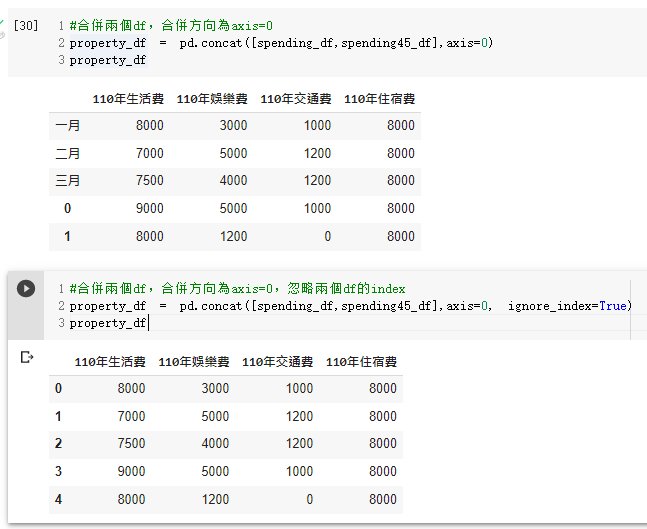 [30] 1 #合併兩個df，合併方向為axis=0
2 property_df = pd.concat([spending_df,spending45_df],axis=0)
3 property_df
110年生活費 110年娛樂費 110年交通費 110年住宿費
一月 8000 3000 1000 8000
二月 7000 5000 1200 8000
三月 7500 4000 1200 8000
0 9000 5000 1000 8000
1 8000 1200 0 8000
1 #合併兩個df，合併方向為axis=0，忽略兩個df的index
2 property_df = pd.concat([spending_df,spending45_df],axis=0, ignore_index=True)
3 property_df
110年生活費 110年娛樂費 110年交通費 110年住宿費
0 8000 3000 1000 8000
1 7000 5000 1200 8000
2 7500 4000 1200 8000
3 9000 5000 1000 8000
4 8000 1200 0 8000